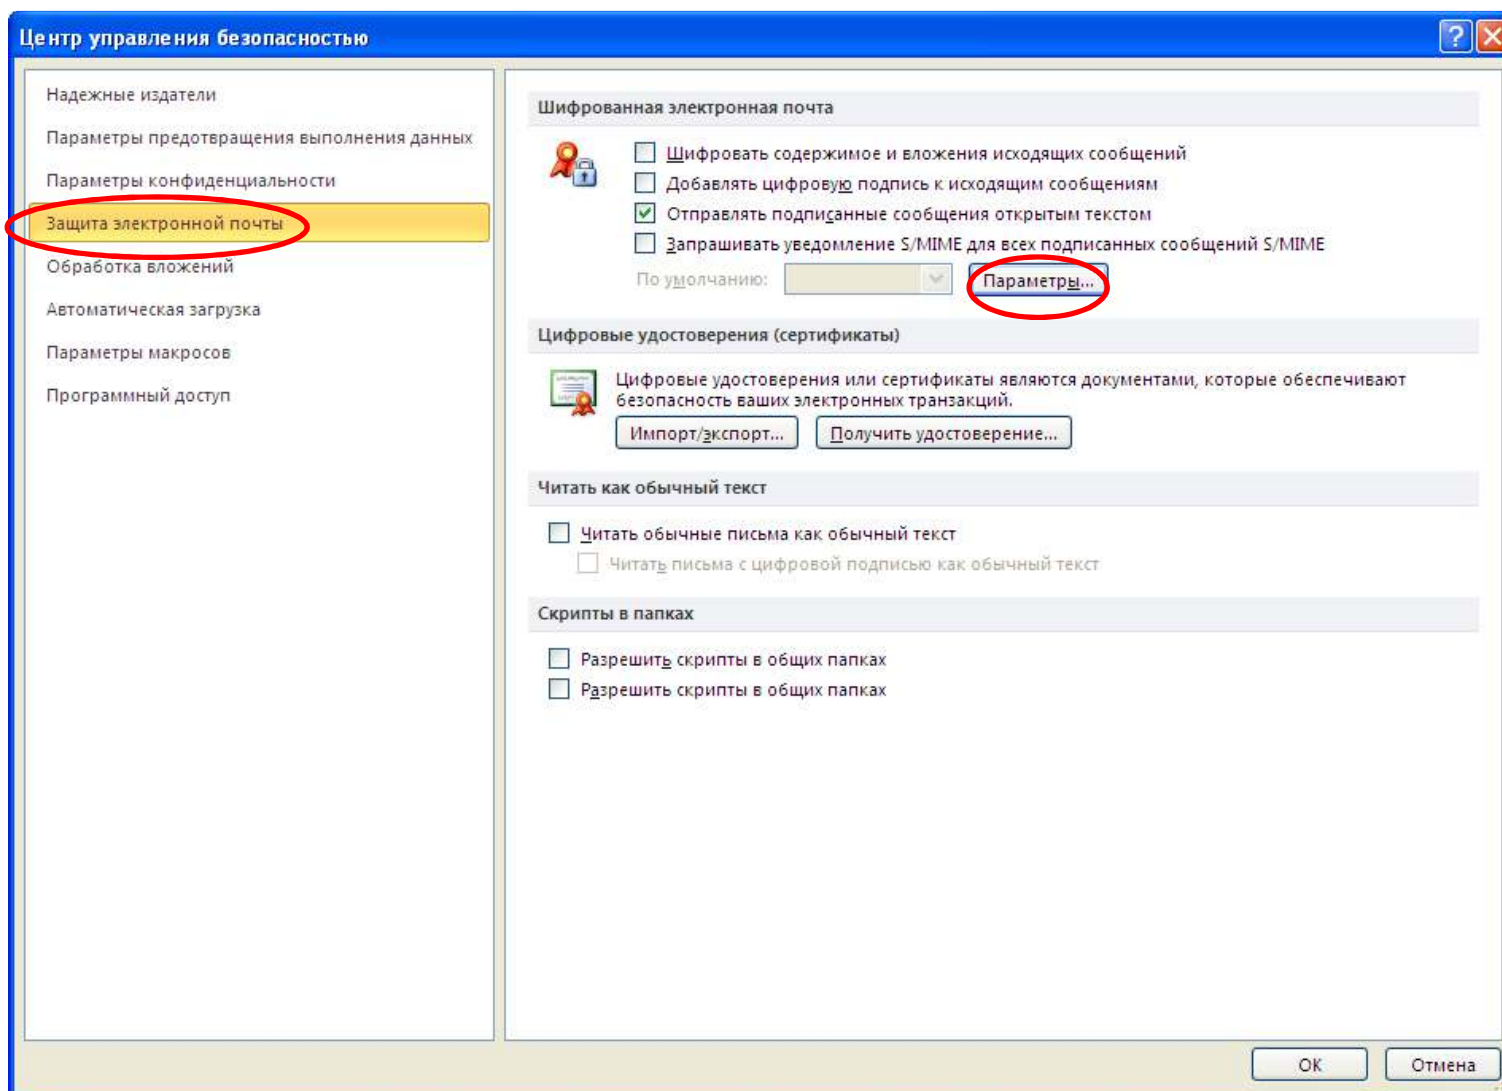 Центр управления безопасностью
Надежные издатели
Параметры предотвращения выполнения данных
Параметры конфиденциальности
Защита электронной почты
Обработка вложений
Автоматическая загрузка
Параметры макросов
Программный доступ
Шифрованная электронная почта
Шифровать содержимое и вложения исходящих сообщений
Добавлять цифровую подпись к исходящим сообщениям
Отправлять подписанные сообщения открытым текстом
Запрашивать уведомление S/MIME для всех подписанных сообщений S/MIME
По умолчанию:
Параметры...
Цифровые удостоверения (сертификаты)
Цифровые удостоверения или сертификаты являются документами, которые обеспечивают
безопасность ваших электронных транзакций.
Импорт/экспорт...
Получить удостоверение...
Читать как обычный текст
Читать обычные письма как обычный текст
Читать письма с цифровой подписью как обычный текст
Скрипты в папках
Разрешить скрипты в общих папках
Разрешить скрипты в общих папках
ОК
Отмена